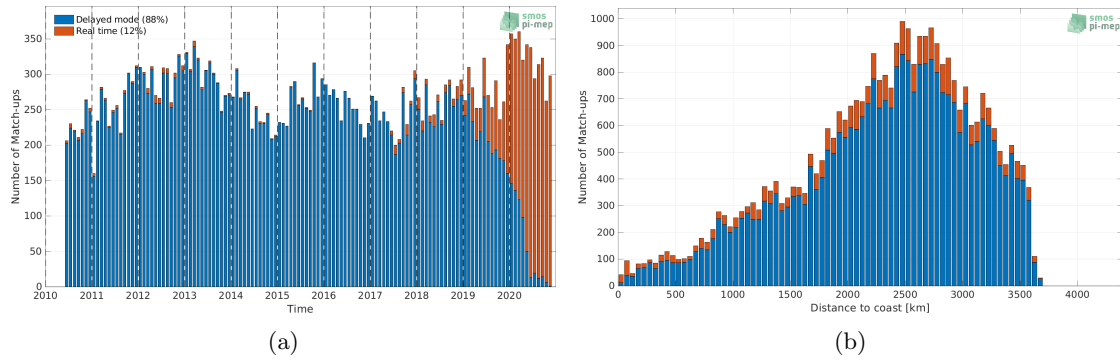 Delayed mode (88%)
Real time (12%)
smos
pi-mep
350
300
250
200
150
100
50
0
Number of Match-ups
2010 2011 2012 2013 2014 2015 2016 2017 2018 2019 2020
Time
(a)
smos
pi-mep
1000
900
800
700
600
500
400
300
200
100
0
Number of Match-ups
0 500 1000 1500 2000 2500 3000 3500 4000
Distance to coast [km]
(b)